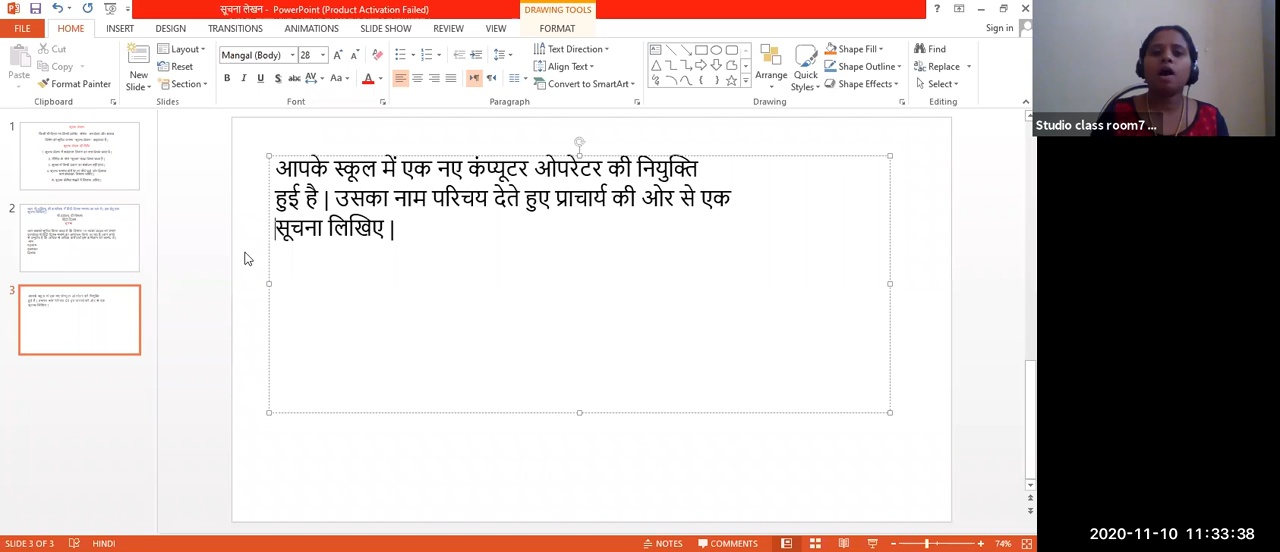 सूचना लेखन - PowerPoint (Product Activation Failed)
DRAWING TOOLS
FILE HOME INSERT DESIGN TRANSITIONS ANIMATIONS SLIDE SHOW REVIEW VIEW FORMAT
Sign in
Paste
Cut
Copy
Format Painter
Clipboard
New Slide
Layout
Reset
Section
Slides
Mangal (Body) 28
Font
Text Direction
Align Text
Convert to SmartArt
Paragraph
Arrange
Quick Styles
Shape Fill
Shape Outline
Shape Effects
Drawing
Find
Replace
Select
Editing
Studio class room7 ...
1
2
3
आपके स्कूल में एक नए कंप्यूटर ओपरेटर की नियुक्ति
हुई है | उसका नाम परिचय देते हुए प्राचार्य की ओर से एक
सूचना लिखिए |
SLIDE 3 OF 3 HINDI NOTES COMMENTS 74%
2020-11-10 11:33:38